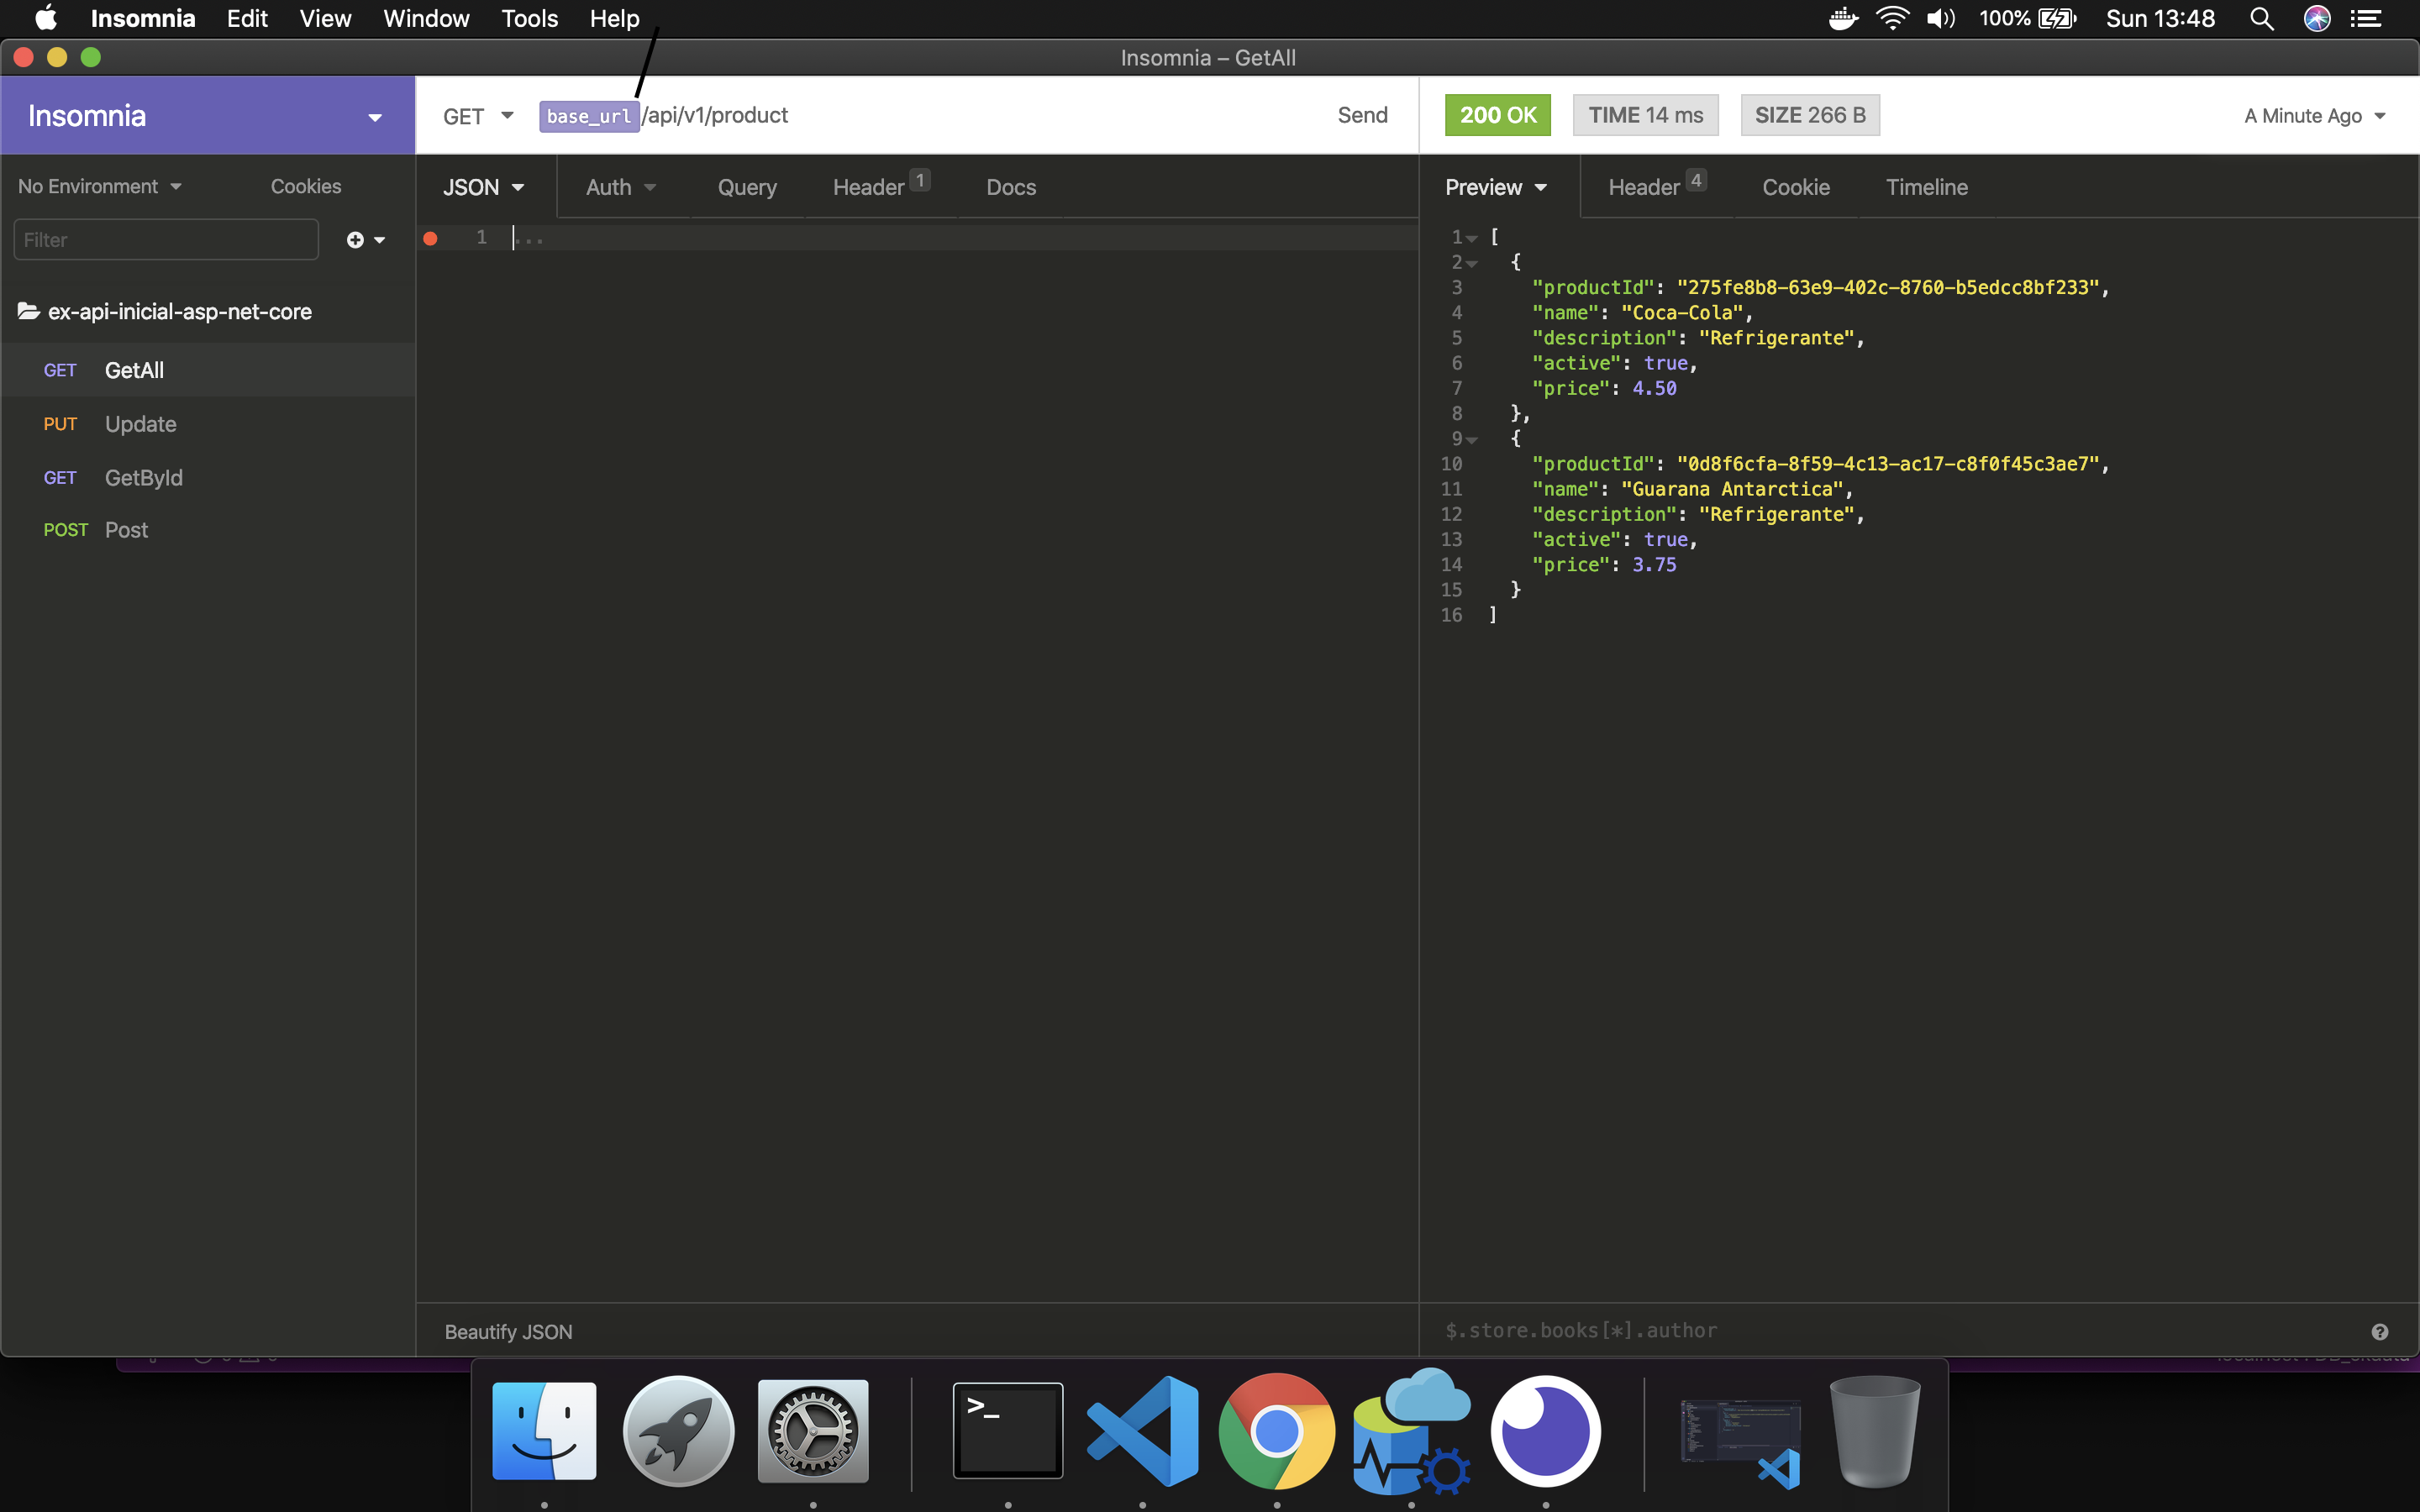 Insomnia Edit View Window Tools Help 100% Sun 13:48
Insomnia – GetAll
Insomnia
GET base_url/api/v1/product Send
200 OK TIME 14 ms SIZE 266 B A Minute Ago
No Environment Cookies
JSON Auth Query Header 1 Docs
Preview Header 4 Cookie Timeline
Filter
ex-api-inicial-asp-net-core
GET GetAll
PUT Update
GET GetById
POST Post
1 ...
1 [
2 {
3 "productId": "275fe8b8-63e9-402c-8760-b5edcc8bf233",
4 "name": "Coca-Cola",
5 "description": "Refrigerante",
6 "active": true,
7 "price": 4.50
8 },
9 {
10 "productId": "0d8f6cfa-8f59-4c13-ac17-c8f0f45c3ae7",
11 "name": "Guarana Antarctica",
12 "description": "Refrigerante",
13 "active": true,
14 "price": 3.75
15 }
16 ]
Beautify JSON
$.store.books[*].author
>_